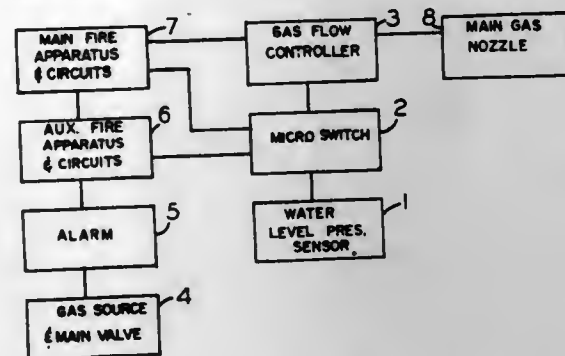 7
MAIN FIRE
APPARATUS
& CIRCUITS
GAS FLOW
CONTROLLER
3
8
MAIN GAS
NOZZLE
AUX. FIRE
APPARATUS
& CIRCUITS
6
MICRO SWITCH
2
ALARM
5
WATER
LEVEL PRES.
SENSOR.
1
GAS SOURCE
& MAIN VALVE
4